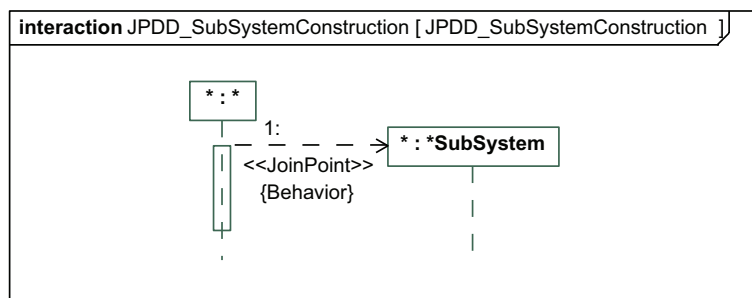 interaction JPDD_SubSystemConstruction [ JPDD_SubSystemConstruction ]
* : *
1:
* : *SubSystem
<<JoinPoint>>
{Behavior}